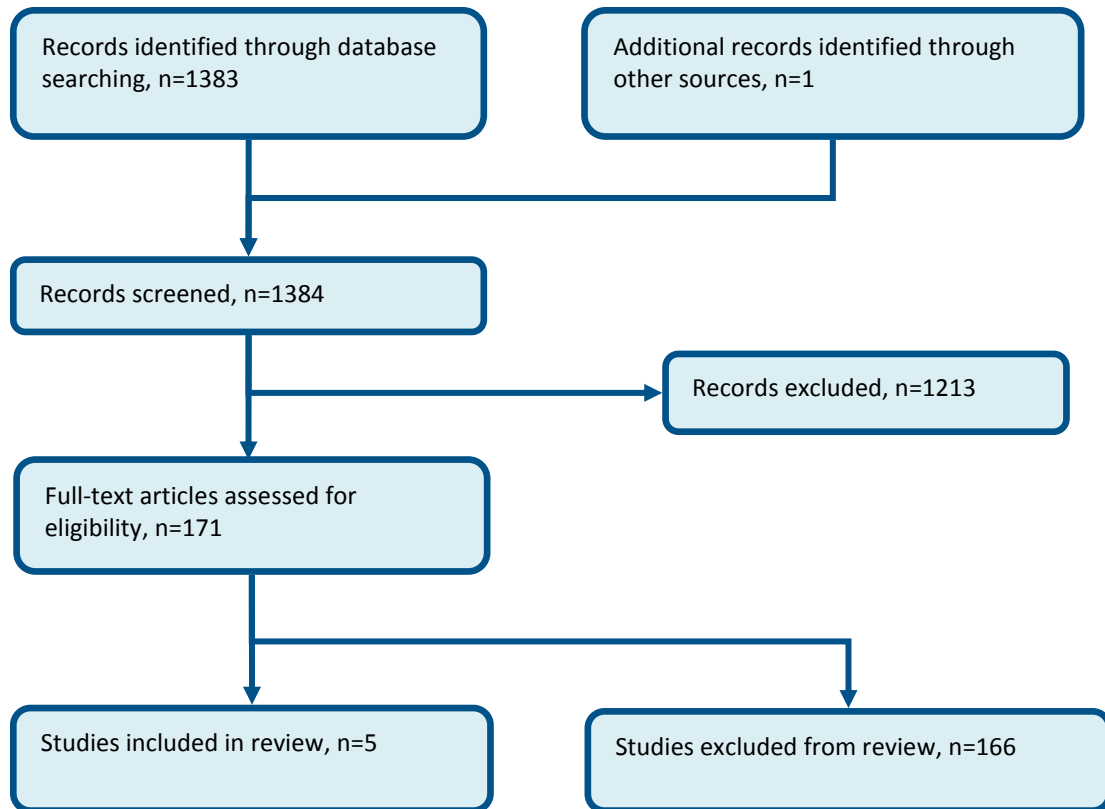 Records identified through database
searching, n=1383
Additional records identified through
other sources, n=1
Records screened, n=1384
Records excluded, n=1213
Full-text articles assessed for
eligibility, n=171
Studies included in review, n=5
Studies excluded from review, n=166